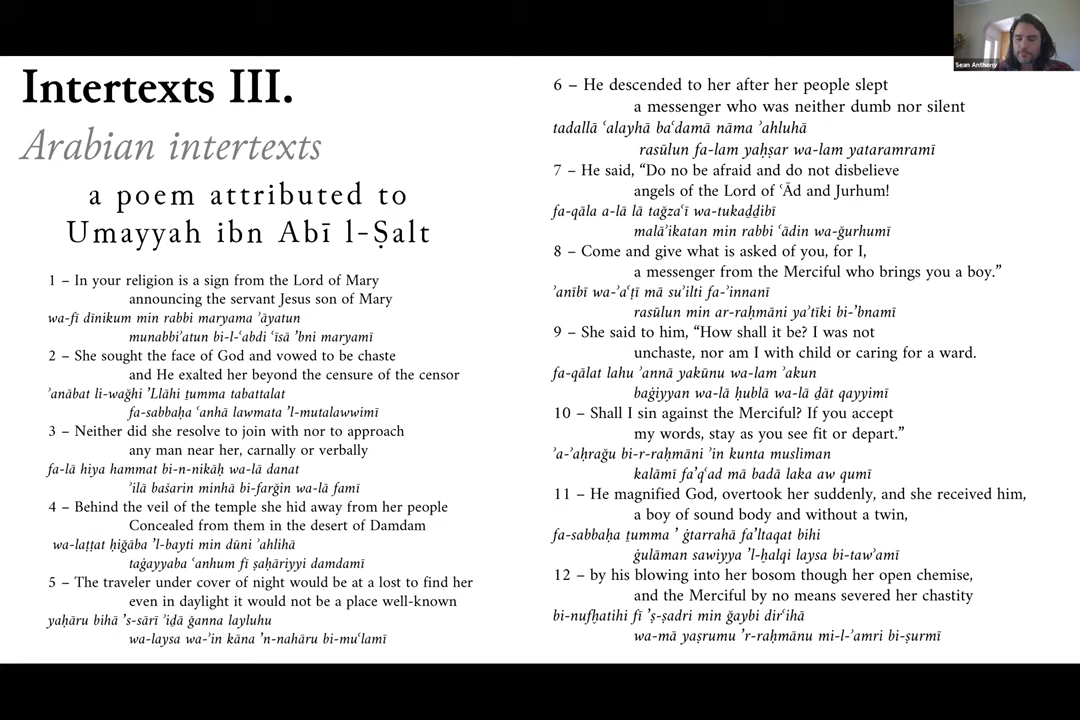 Intertexts III.
Arabian intertexts
a poem attributed to
Umayyah ibn Abī l-Ṣalt
1 – In your religion is a sign from the Lord of Mary
announcing the servant Jesus son of Mary
wa-fī dīnikum min rabbi maryama ʾāyatun
munabbiʾatun bi-l-ʿabdi ʿīsā ʾbni maryamī
2 – She sought the face of God and vowed to be chaste
and He exalted her beyond the censure of the censor
ʾanābat li-waǧhi ʾLlāhi ṯumma tabattalat
fa-sabbaḥa ʿanhā lawmata ʾl-mutalawwimī
3 – Neither did she resolve to join with nor to approach
any man near her, carnally or verbally
fa-lā hiya hammat bi-n-nikāḥ wa-lā danat
ʾilā bašarin minhā bi-farǧin wa-lā famī
4 – Behind the veil of the temple she hid away from her people
Concealed from them in the desert of Damdam
wa-laṭṭat ḥiǧāba ʾl-bayti min dūni ʾahlihā
taġayyaba ʿanhum fī ṣaḥāriyyi damdamī
5 – The traveler under cover of night would be at a lost to find her
even in daylight it would not be a place well-known
yaḥāru bihā ʾs-sārī ʾiḏā ǧanna layluhu
wa-laysa wa-ʾin kāna ʾn-nahāru bi-muʿlamī
6 – He descended to her after her people slept
a messenger who was neither dumb nor silent
tadallā ʿalayhā baʿdamā nāma ʾahluhā
rasūlun fa-lam yaḥṣar wa-lam yataramramī
7 – He said, “Do no be afraid and do not disbelieve
angels of the Lord of ʿĀd and Jurhum!
fa-qāla a-lā lā taǧzaʿī wa-tukaḏḏibī
malāʾikatan min rabbi ʿādin wa-ǧurhumī
8 – Come and give what is asked of you, for I,
a messenger from the Merciful who brings you a boy.”
ʾanībī wa-ʾaʿṭī mā suʾilti fa-ʾinnanī
rasūlun min ar-raḥmāni yaʾtīki bi-ʾbnamī
9 – She said to him, “How shall it be? I was not
unchaste, nor am I with child or caring for a ward.
fa-qālat lahu ʾannā yakūnu wa-lam ʾakun
baġiyyan wa-lā ḥublā wa-lā ḏāt qayyimī
10 – Shall I sin against the Merciful? If you accept
my words, stay as you see fit or depart.”
ʾa-ʾaḥraǧu bi-r-raḥmāni ʾin kunta musliman
kalāmī faʾqʿad mā badā laka aw qumī
11 – He magnified God, overtook her suddenly, and she received him,
a boy of sound body and without a twin,
fa-sabbaḥa ṯumma ʾ ġtarrahā faʾltaqat bihi
ġulāman sawiyya ʾl-ḥalqi laysa bi-tawʾamī
12 – by his blowing into her bosom though her open chemise,
and the Merciful by no means severed her chastity
bi-nufḥatihi fī ʾṣ-ṣadri min ǧaybi dirʿihā
wa-mā yaṣrumu ʾr-raḥmānu mi-l-ʾamri bi-ṣurmī
Sean Anthony